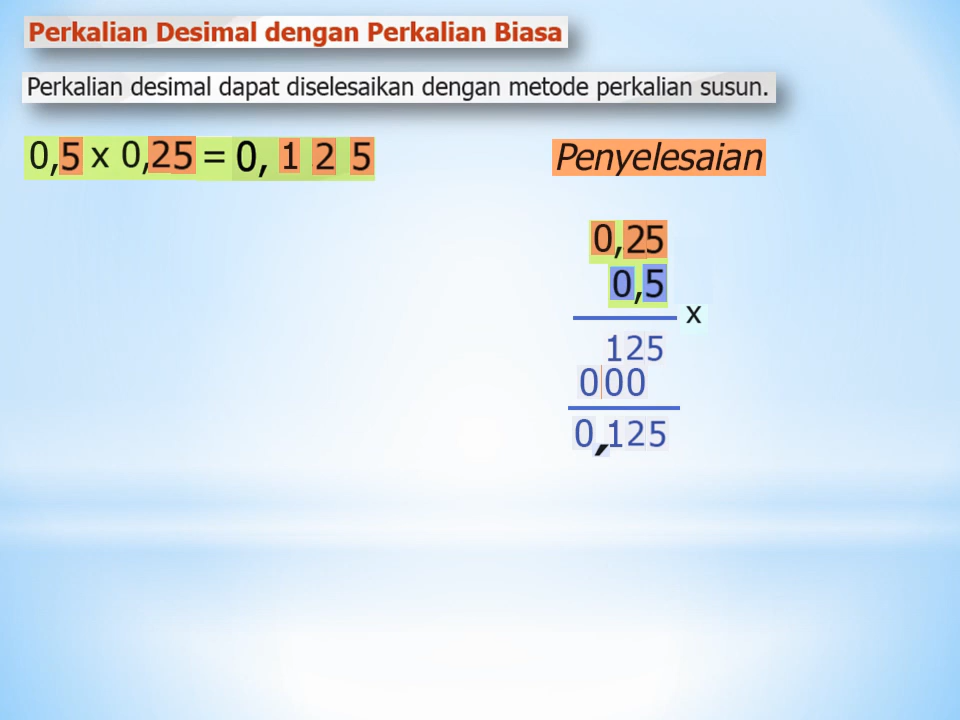 Perkalian Desimal dengan Perkalian Biasa
Perkalian desimal dapat diselesaikan dengan metode perkalian susun.
0,5 x 0,25 = 0, 1 2 5
Penyelesaian
0,25
0,5
x
125
000
0,125